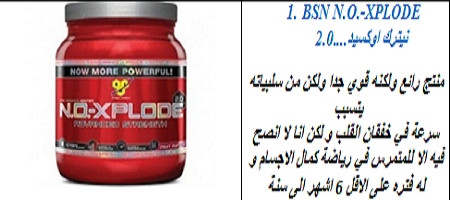 NOW MORE POWERFUL!
BSN
N.O.-XPLODE 2.0
ADVANCED STRENGTH
1. BSN N.O.-XPLODE
نيترك اوكسيد....2.0
منتج رائع ولكنه قوي جدا ولكن من سلبياته
يتسبب
سرعة في خفقان القلب ولكن انا لا انصح
فيه الا للمتمرس في رياضة كمال الاجسام و
له فتره على الاقل 6 اشهر الى سنة